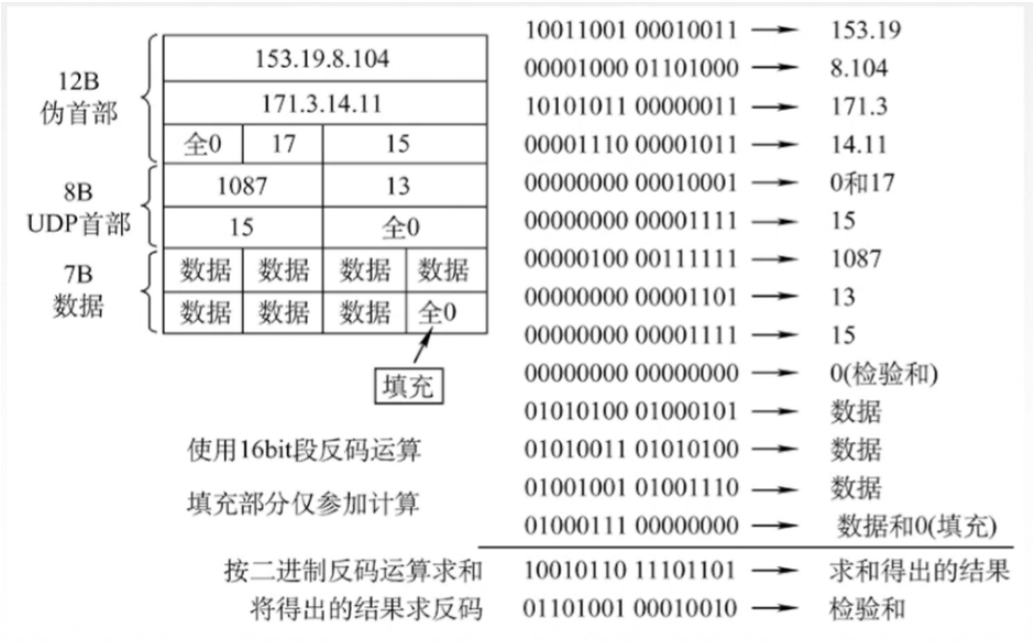 12B
伪首部
153.19.8.104
171.3.14.11
全0 17 15
8B
UDP首部
1087 13
15 全0
7B
数据
数据 数据 数据 数据
数据 数据 数据 全0
填充
使用16bit段反码运算
填充部分仅参加计算
10011001 00010011 → 153.19
00001000 01101000 → 8.104
10101011 00000011 → 171.3
00001110 00001011 → 14.11
00000000 00010001 → 0和17
00000000 00001111 → 15
00000100 00111111 → 1087
00000000 00001101 → 13
00000000 00001111 → 15
00000000 00000000 → 0(检验和)
01010100 01000101 → 数据
01010011 01010100 → 数据
01001001 01001110 → 数据
01000111 00000000 → 数据和0(填充)
按二进制反码运算求和 10010110 11101101 → 求和得出的结果
将得出的结果求反码 01101001 00010010 → 检验和